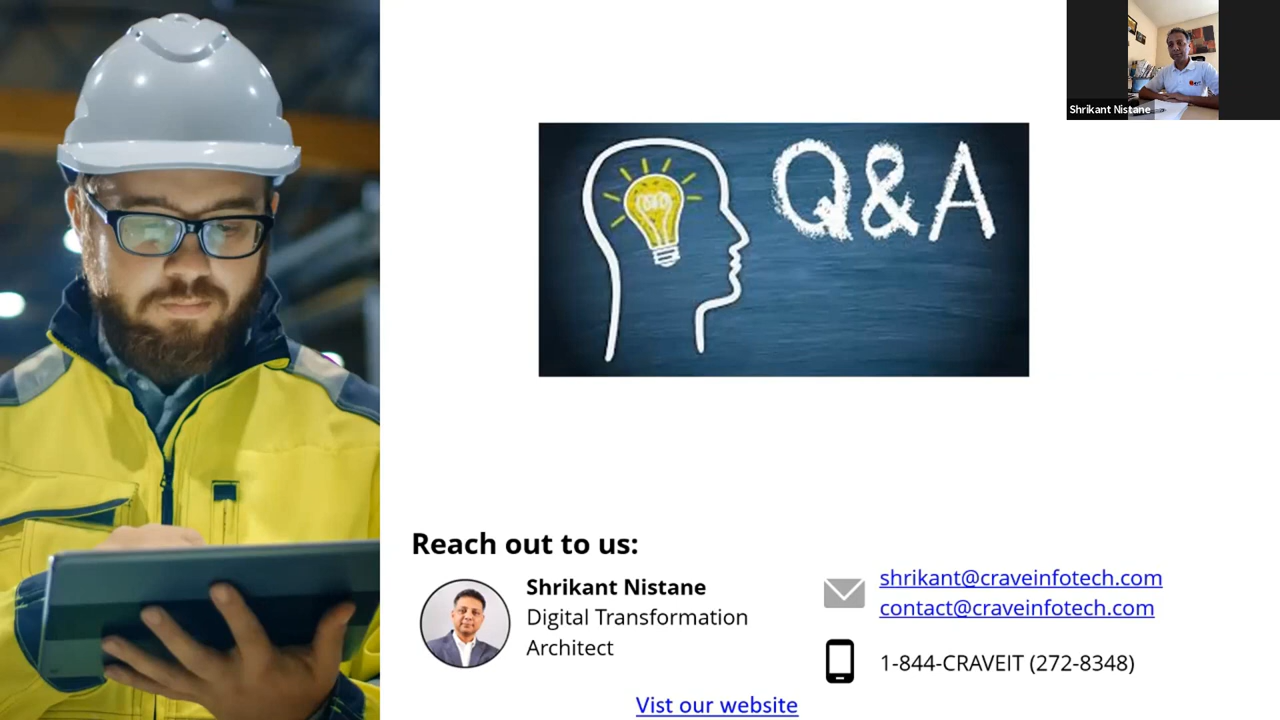 Shrikant Nistane
Q&A
Reach out to us:
Shrikant Nistane
Digital Transformation
Architect
shrikant@craveinfotech.com
contact@craveinfotech.com
1-844-CRAVEIT (272-8348)
Vist our website